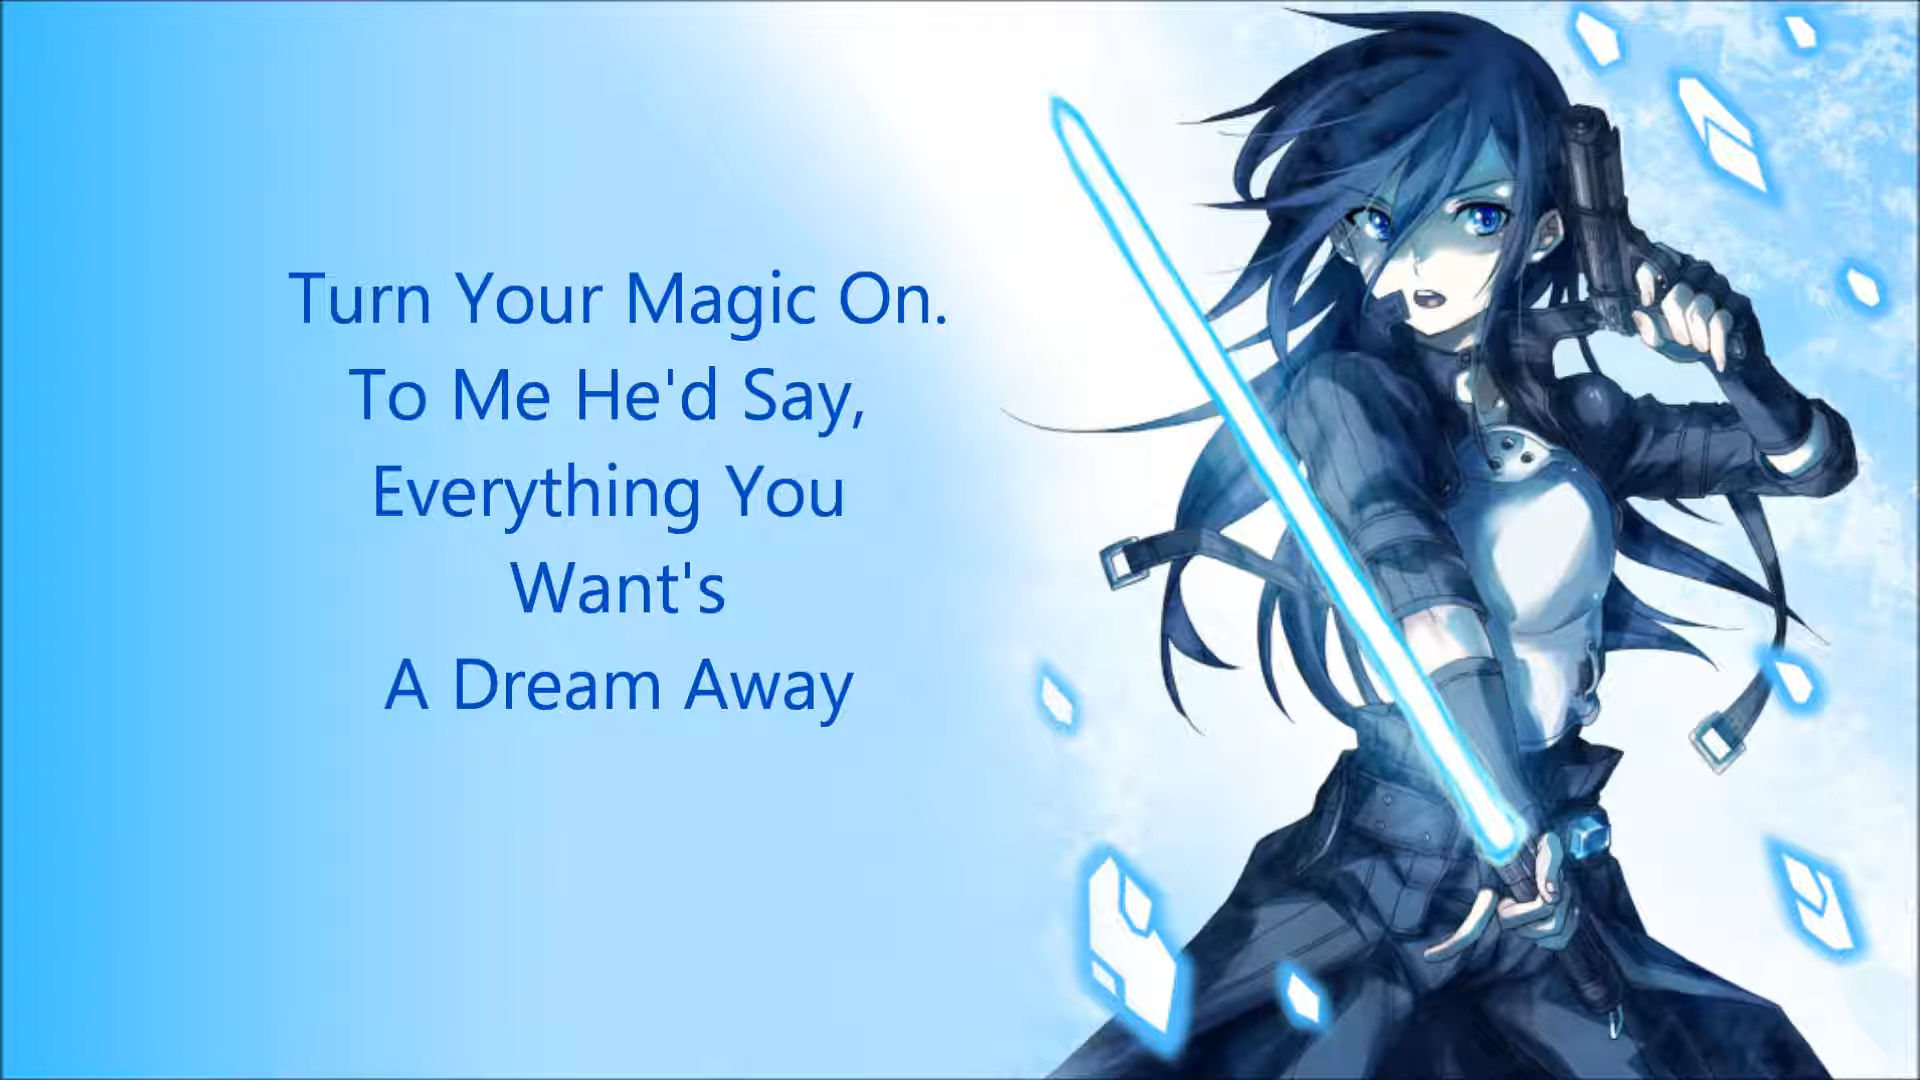 Turn Your Magic On.
To Me He'd Say,
Everything You
Want's
A Dream Away